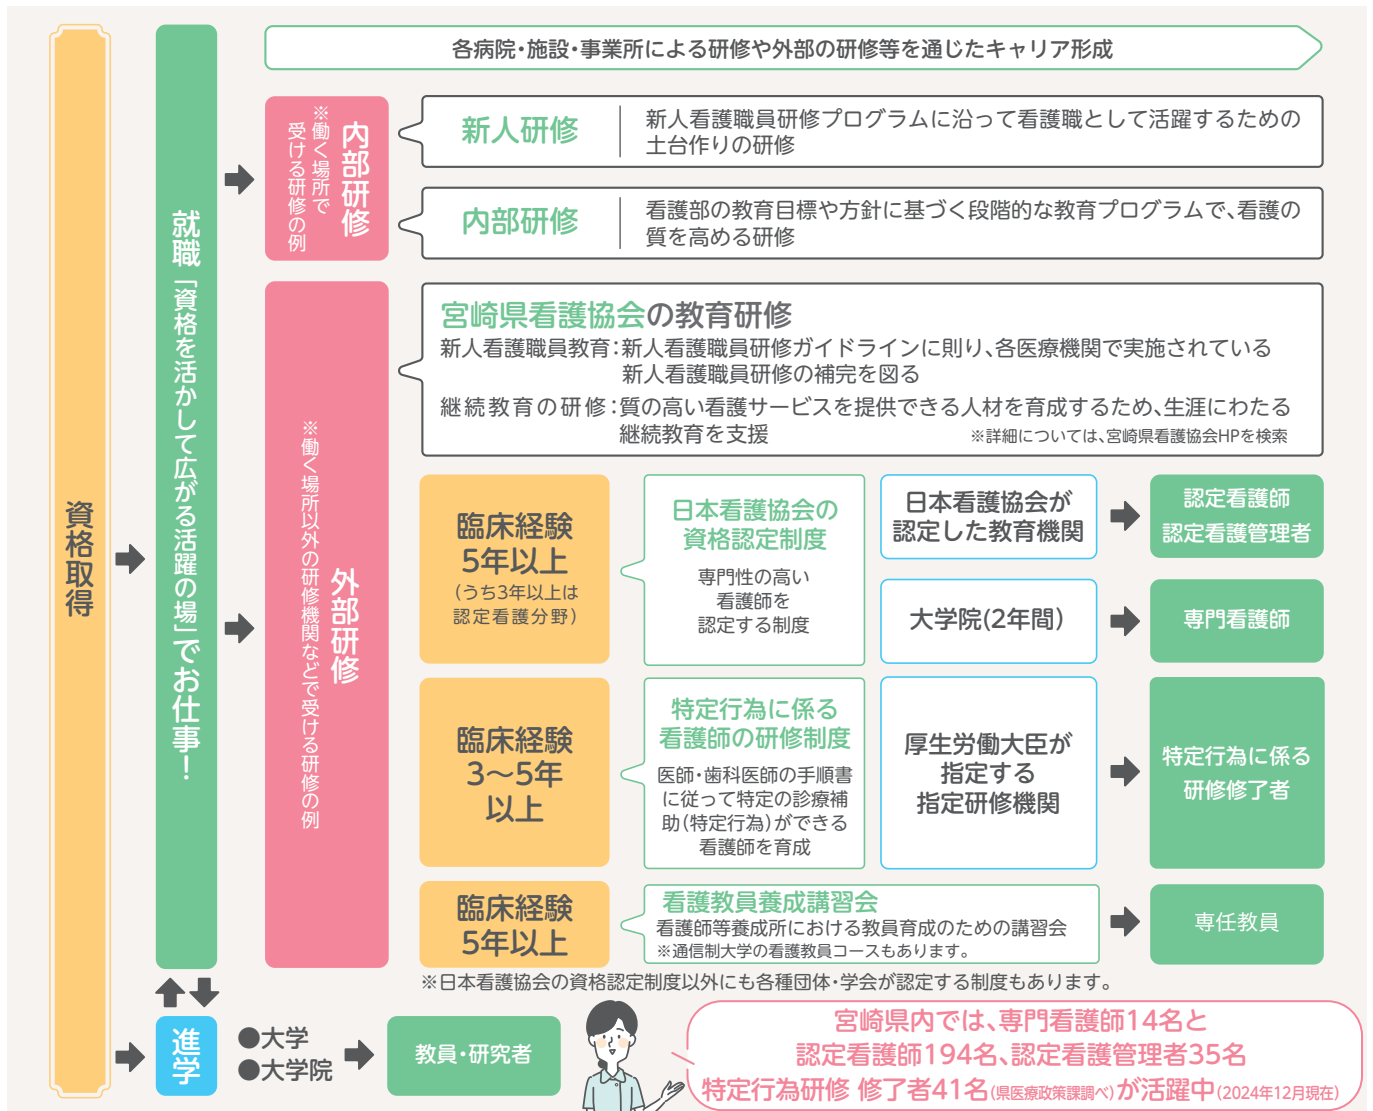 資格取得
就職「資格を活かして広がる活躍の場」でお仕事！
各病院・施設・事業所による研修や外部の研修等を通じたキャリア形成
内部研修
※働く場所で
受ける研修の例
新人研修
新人看護職員研修プログラムに沿って看護職として活躍するための
土台作りの研修
内部研修
看護部の教育目標や方針に基づく段階的な教育プログラムで、看護の
質を高める研修
外部研修
※働く場所以外の研修機関などで受ける研修の例
宮崎県看護協会の教育研修
新人看護職員教育：新人看護職員研修ガイドラインに則り、各医療機関で実施されている
新人看護職員研修の補完を図る
継続教育の研修：質の高い看護サービスを提供できる人材を育成するため、生涯にわたる
継続教育を支援
※詳細については、宮崎県看護協会HPを検索
臨床経験
5年以上
（うち3年以上は
認定看護分野）
日本看護協会の
資格認定制度
専門性の高い
看護師を
認定する制度
日本看護協会が
認定した教育機関
認定看護師
認定看護管理者
大学院(2年間)
専門看護師
臨床経験
3〜5年
以上
特定行為に係る
看護師の研修制度
医師・歯科医師の手順書
に従って特定の診療補
助（特定行為）ができる
看護師を育成
厚生労働大臣が
指定する
指定研修機関
特定行為に係る
研修修了者
臨床経験
5年以上
看護教員養成講習会
看護師等養成所における教員育成のための講習会
※通信制大学の看護教員コースもあります。
専任教員
※日本看護協会の資格認定制度以外にも各種団体・学会が認定する制度もあります。
進学
●大学
●大学院
教員・研究者
宮崎県内では、専門看護師14名と
認定看護師194名、認定看護管理者35名
特定行為研修 修了者41名（県医療政策課調べ）が活躍中（2024年12月現在）